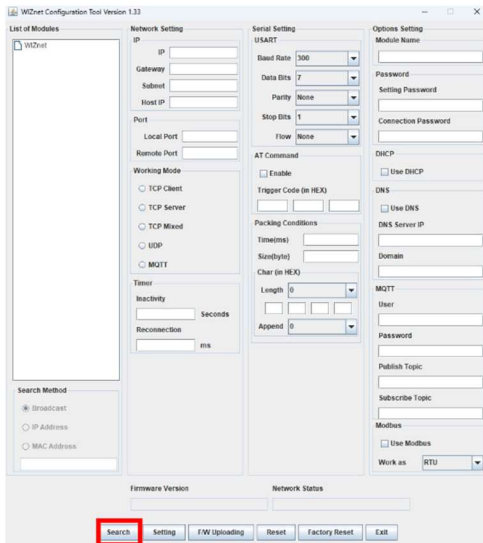 WIZnet Configuration Tool Version 1.33
List of Modules
WIZnet
Search Method
Broadcast
IP Address
MAC Address
Network Setting
IP
IP
Gateway
Subnet
Host IP
Port
Local Port
Remote Port
Working Mode
TCP Client
TCP Server
TCP Mixed
UDP
MQTT
Timer
Inactivity
Seconds
Reconnection
ms
Serial Setting
USART
Baud Rate 300
Data Bits 7
Parity None
Stop Bits 1
Flow None
AT Command
Enable
Trigger Code (in HEX)
Packing Conditions
Time(ms)
Size(byte)
Char (in HEX)
Length 0
Append 0
Options Setting
Module Name
Password
Setting Password
Connection Password
DHCP
Use DHCP
DNS
Use DNS
DNS Server IP
Domain
MQTT
User
Password
Publish Topic
Subscribe Topic
Modbus
Use Modbus
Work as RTU
Firmware Version Network Status
Search Setting F/W Uploading Reset Factory Reset Exit